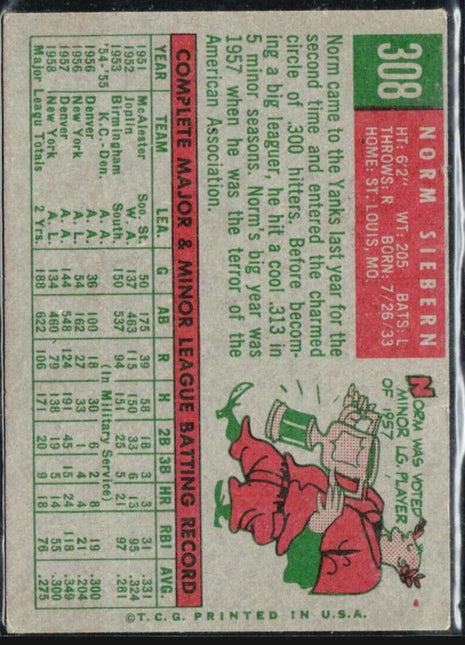 308
NORM SIEBERN
HT: 6'2" WT: 205 BATS: L
THROWS: R BORN: 7/26/33
HOME: ST. LOUIS, MO.
Norm came to the Yanks last year for the
second time and entered the charmed
circle of .300 hitters. Before becom-
ing a big leaguer, he hit a cool .313 in
5 minor seasons. Norm's big year was
1957 when he was the terror of the
American Association.
NORM WAS VOTED
MINOR LG. PLAYER
OF 1957
COMPLETE MAJOR & MINOR LEAGUE BATTING RECORD
YEAR TEAM LEA. G AB R H 2B 3B HR RBI AVG.
1951 McAlester Soo. St. 50 175 39 58 18 1 3 31 .331
1952 Joplin W. A. 137 463 115 150 33 6 13 95 .324
1953 Birmingham South. 150 537 94 151 25 5 21 97 .281
'54-'55 K.C.-Den. A. A. (In Military Service)
1956 Denver A. A. 36 100 18 30 6 1 2 19 .300
1956 New York A. L. 54 162 27 33 1 4 4 21 .204
1957 Denver A. A. 144 548 124 191 45 15 24 118 .349
1958 New York A. L. 134 460 79 138 19 5 14 55 .300
Major Leagu Totals 2 Yrs. 188 622 106 171 20 9 18 76 .275
© T.C.G. PRINTED IN U.S.A.